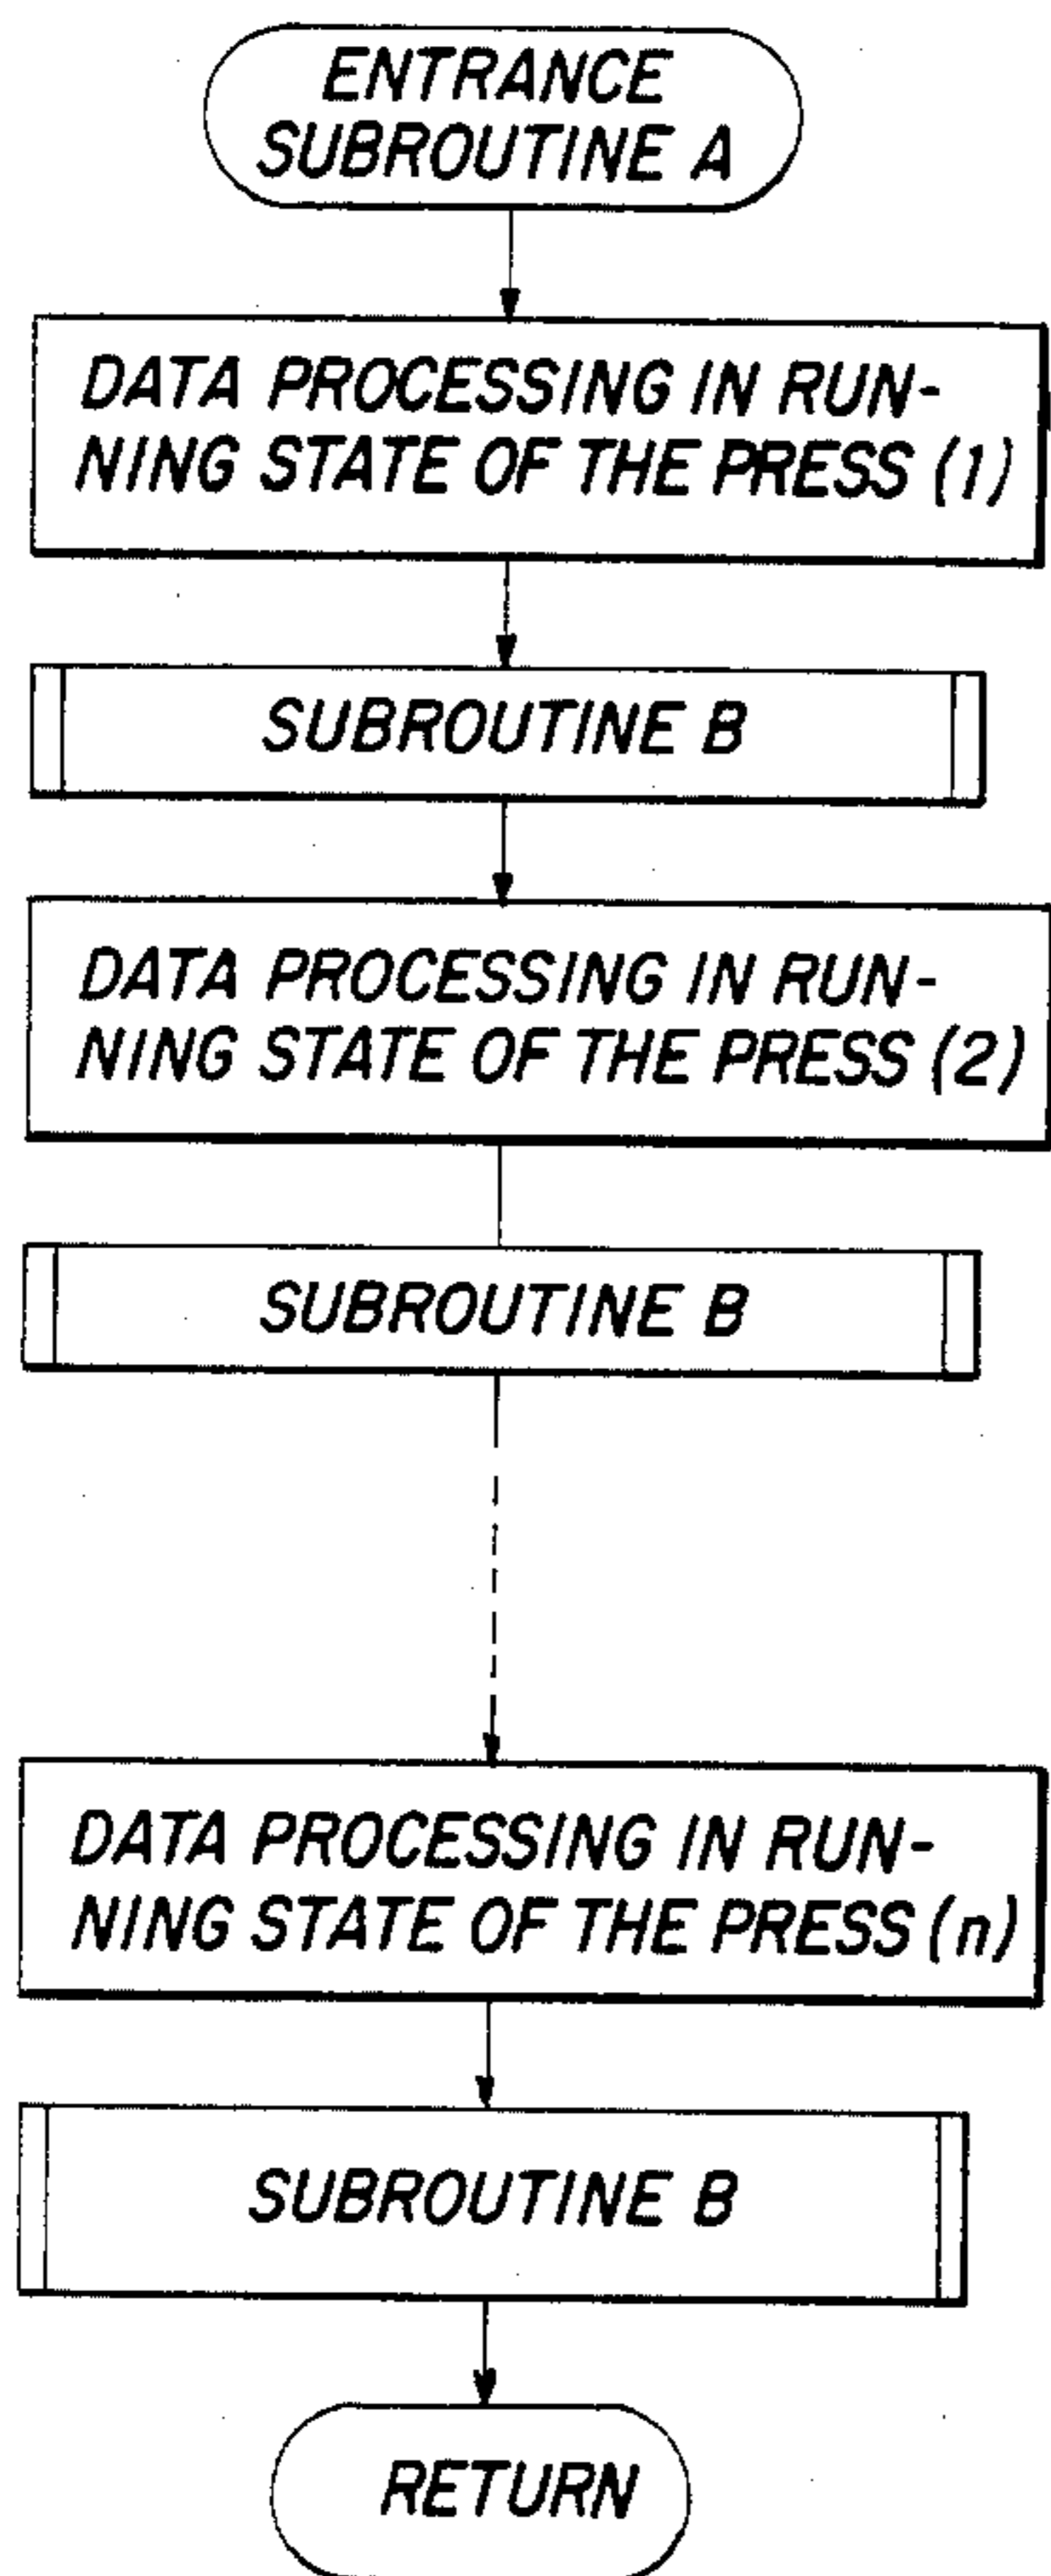 ENTRANCE
SUBROUTINE A
DATA PROCESSING IN RUN-
NING STATE OF THE PRESS (1)
SUBROUTINE B
DATA PROCESSING IN RUN-
NING STATE OF THE PRESS (2)
SUBROUTINE B
DATA PROCESSING IN RUN-
NING STATE OF THE PRESS (n)
SUBROUTINE B
RETURN